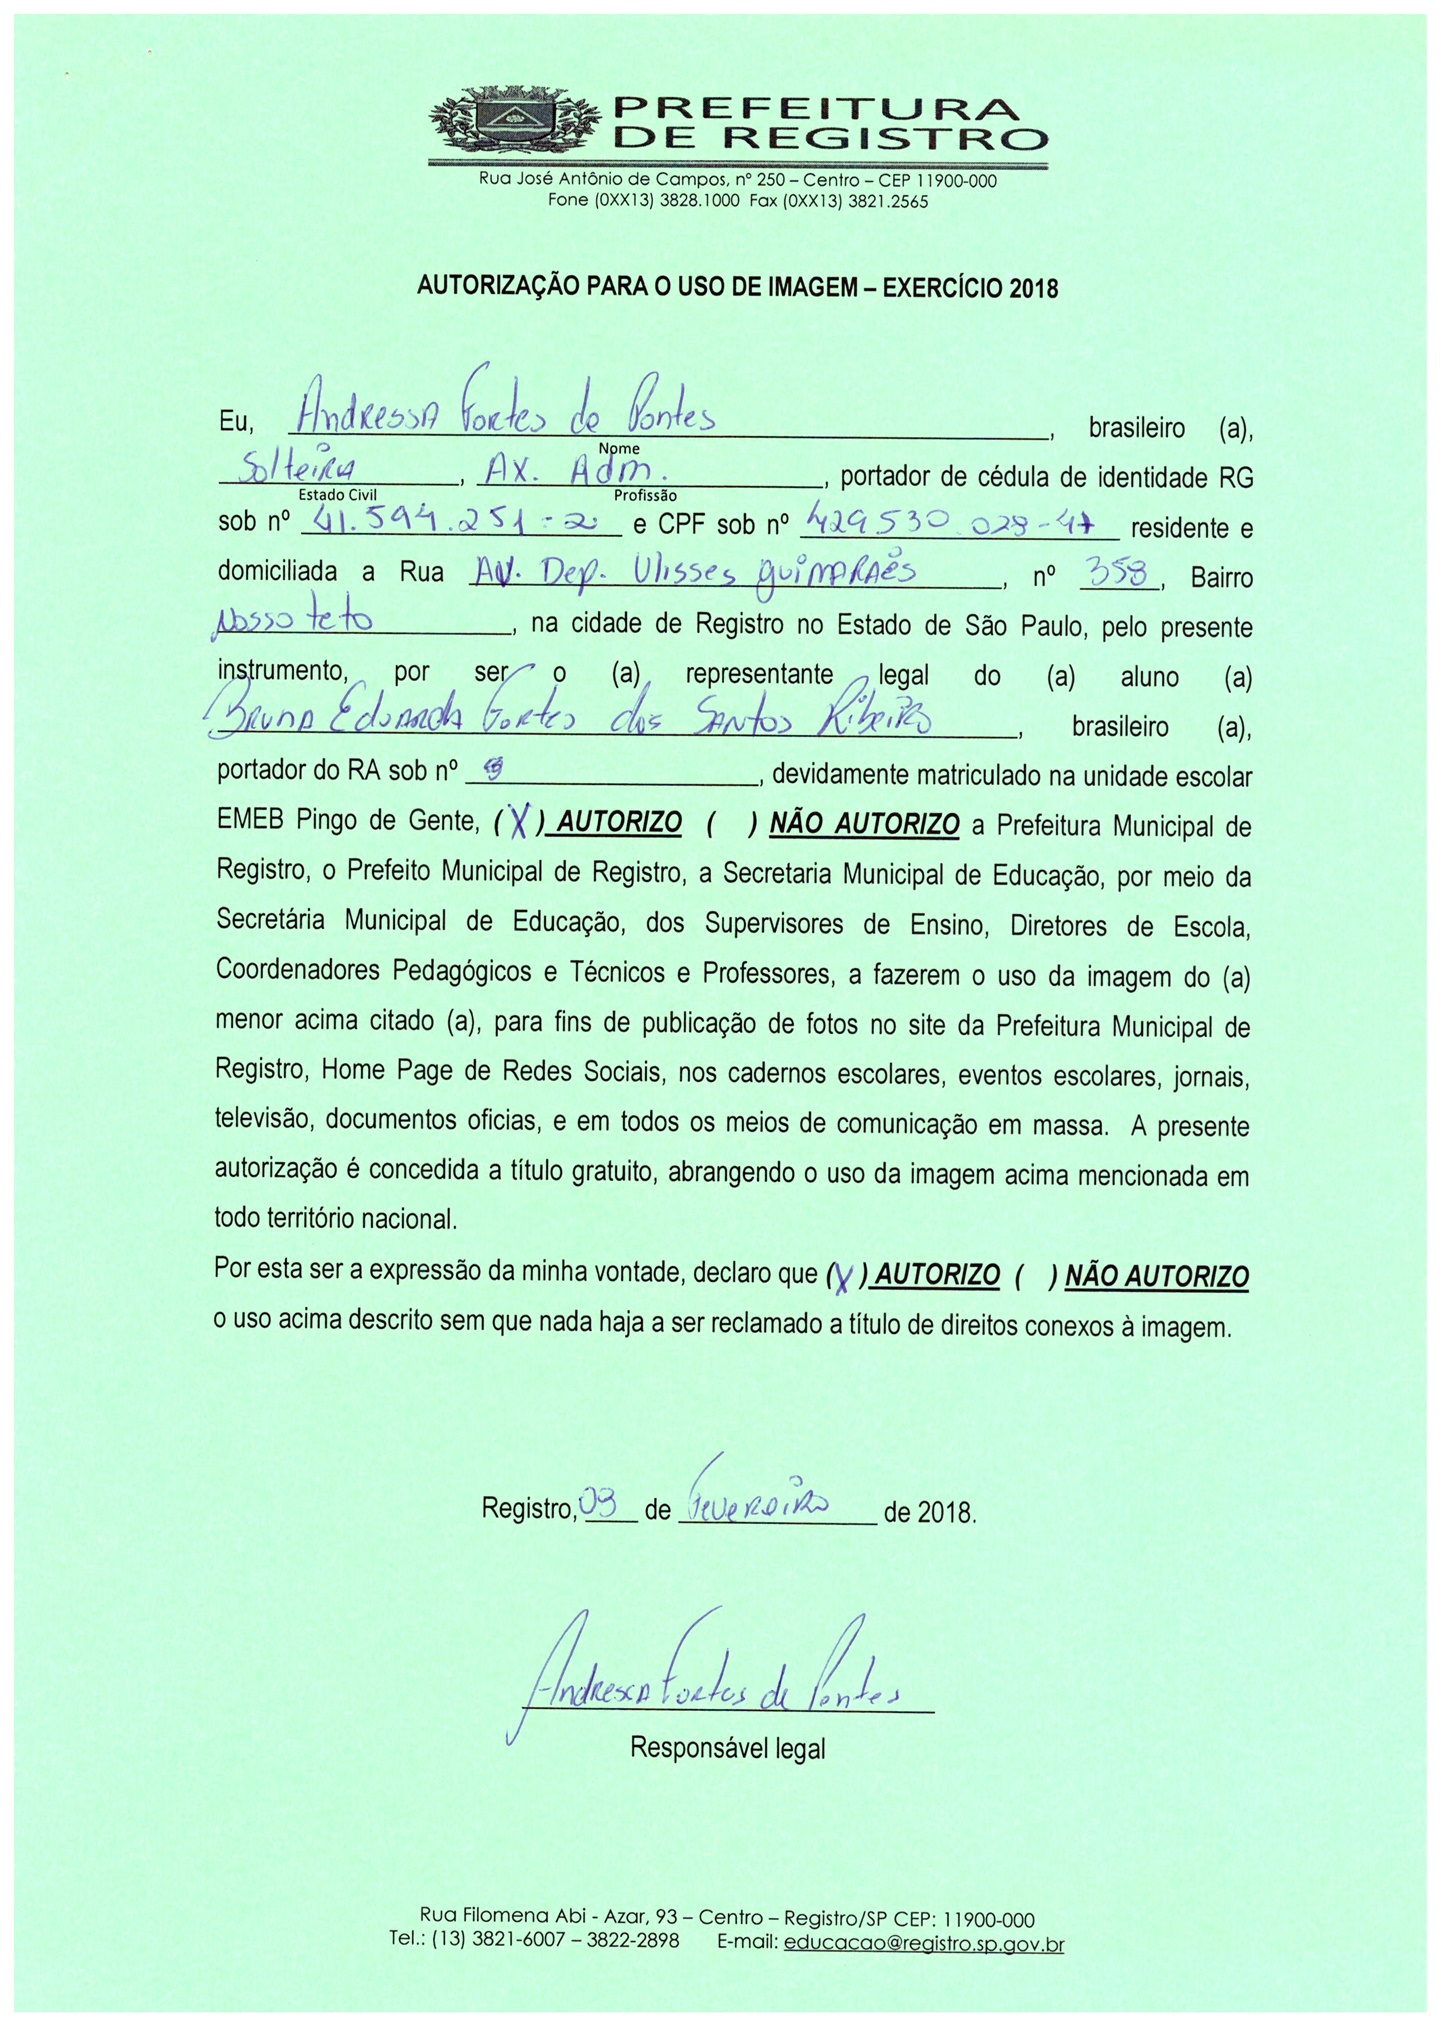 PREFEITURA
DE REGISTRO
Rua José Antônio de Campos, nº 250 – Centro – CEP 11900-000
Fone (0XX13) 3828.1000 Fax (0XX13) 3821.2565
AUTORIZAÇÃO PARA O USO DE IMAGEM – EXERCÍCIO 2018
Eu, Andressa Fortes de Pontes, brasileiro (a),
Nome
Solteira, Ax. Adm., portador de cédula de identidade RG
Estado Civil Profissão
sob nº 41.594.251-2 e CPF sob nº 429530.028-47 residente e
domiciliada a Rua Av. Dep. Ulisses guimaraês, nº 358, Bairro
Nosso teto, na cidade de Registro no Estado de São Paulo, pelo presente
instrumento, por ser o (a) representante legal do (a) aluno (a)
Bruna Eduarda Fortes dos Santos Ribeiro, brasileiro (a),
portador do RA sob nº, devidamente matriculado na unidade escolar
EMEB Pingo de Gente, (X) AUTORIZO ( ) NÃO AUTORIZO a Prefeitura Municipal de
Registro, o Prefeito Municipal de Registro, a Secretaria Municipal de Educação, por meio da
Secretária Municipal de Educação, dos Supervisores de Ensino, Diretores de Escola,
Coordenadores Pedagógicos e Técnicos e Professores, a fazerem o uso da imagem do (a)
menor acima citado (a), para fins de publicação de fotos no site da Prefeitura Municipal de
Registro, Home Page de Redes Sociais, nos cadernos escolares, eventos escolares, jornais,
televisão, documentos oficias, e em todos os meios de comunicação em massa. A presente
autorização é concedida a título gratuito, abrangendo o uso da imagem acima mencionada em
todo território nacional.
Por esta ser a expressão da minha vontade, declaro que (X) AUTORIZO ( ) NÃO AUTORIZO
o uso acima descrito sem que nada haja a ser reclamado a título de direitos conexos à imagem.
Registro, 09 de Fevereiro de 2018.
Andressa Fortes de Pontes
Responsável legal
Rua Filomena Abi - Azar, 93 – Centro – Registro/SP CEP: 11900-000
Tel.: (13) 3821-6007 – 3822-2898 E-mail: educacao@registro.sp.gov.br